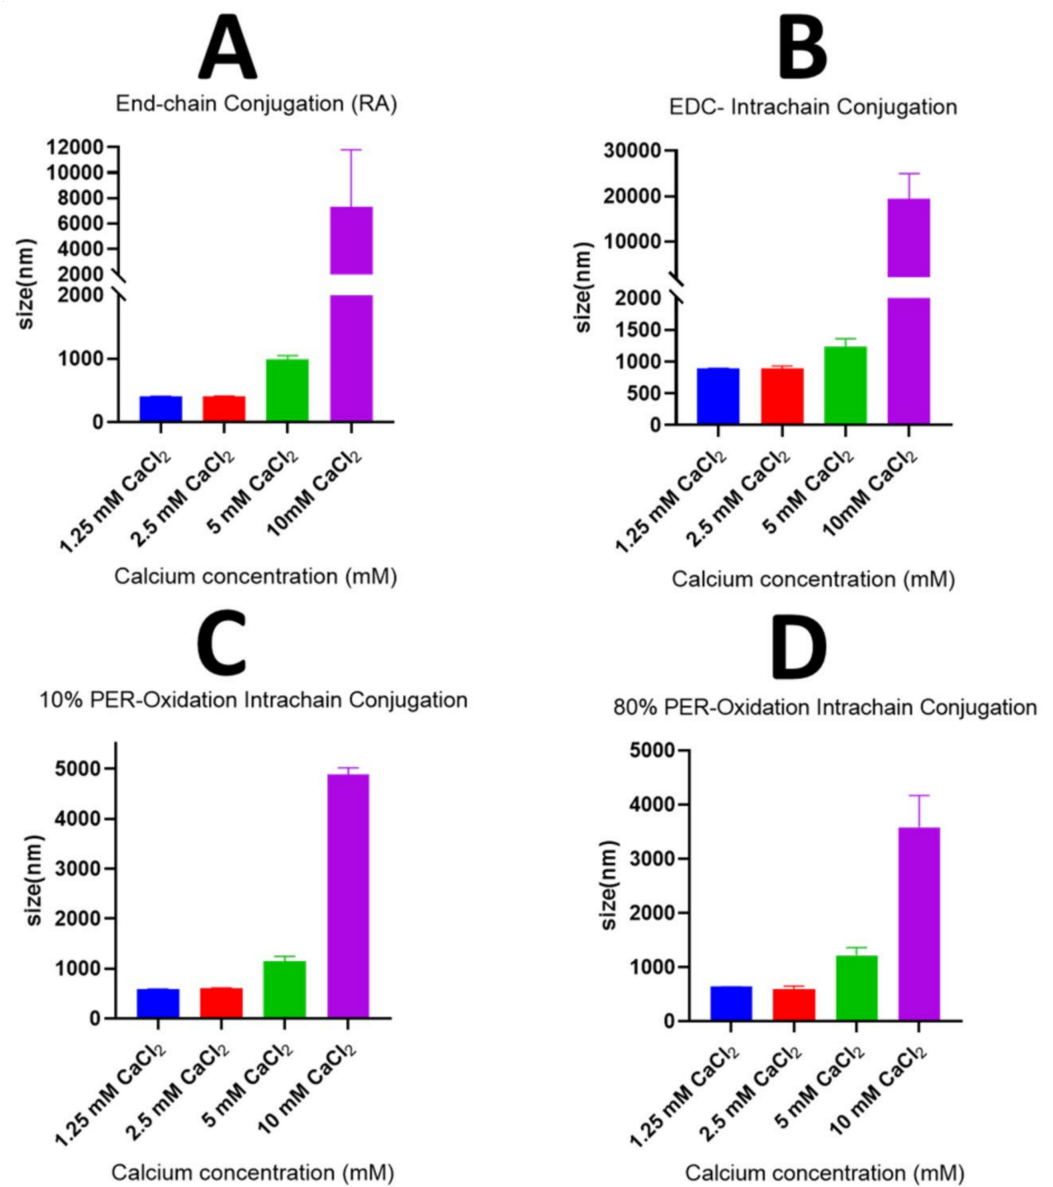 A
End-chain Conjugation (RA)
size(nm)
12000
10000
8000
6000
4000
2000
2000
1000
0
1.25 mM CaCl₂
2.5 mM CaCl₂
5 mM CaCl₂
10mM CaCl₂
Calcium concentration (mM)
B
EDC- Intrachain Conjugation
size(nm)
30000
20000
10000
2000
1500
1000
500
0
1.25 mM CaCl₂
2.5 mM CaCl₂
5 mM CaCl₂
10mM CaCl₂
Calcium concentration (mM)
C
10% PER-Oxidation Intrachain Conjugation
size(nm)
5000
4000
3000
2000
1000
0
1.25 mM CaCl₂
2.5 mM CaCl₂
5 mM CaCl₂
10 mM CaCl₂
Calcium concentration (mM)
D
80% PER-Oxidation Intrachain Conjugation
size(nm)
5000
4000
3000
2000
1000
0
1.25 mM CaCl₂
2.5 mM CaCl₂
5 mM CaCl₂
10 mM CaCl₂
Calcium concentration (mM)